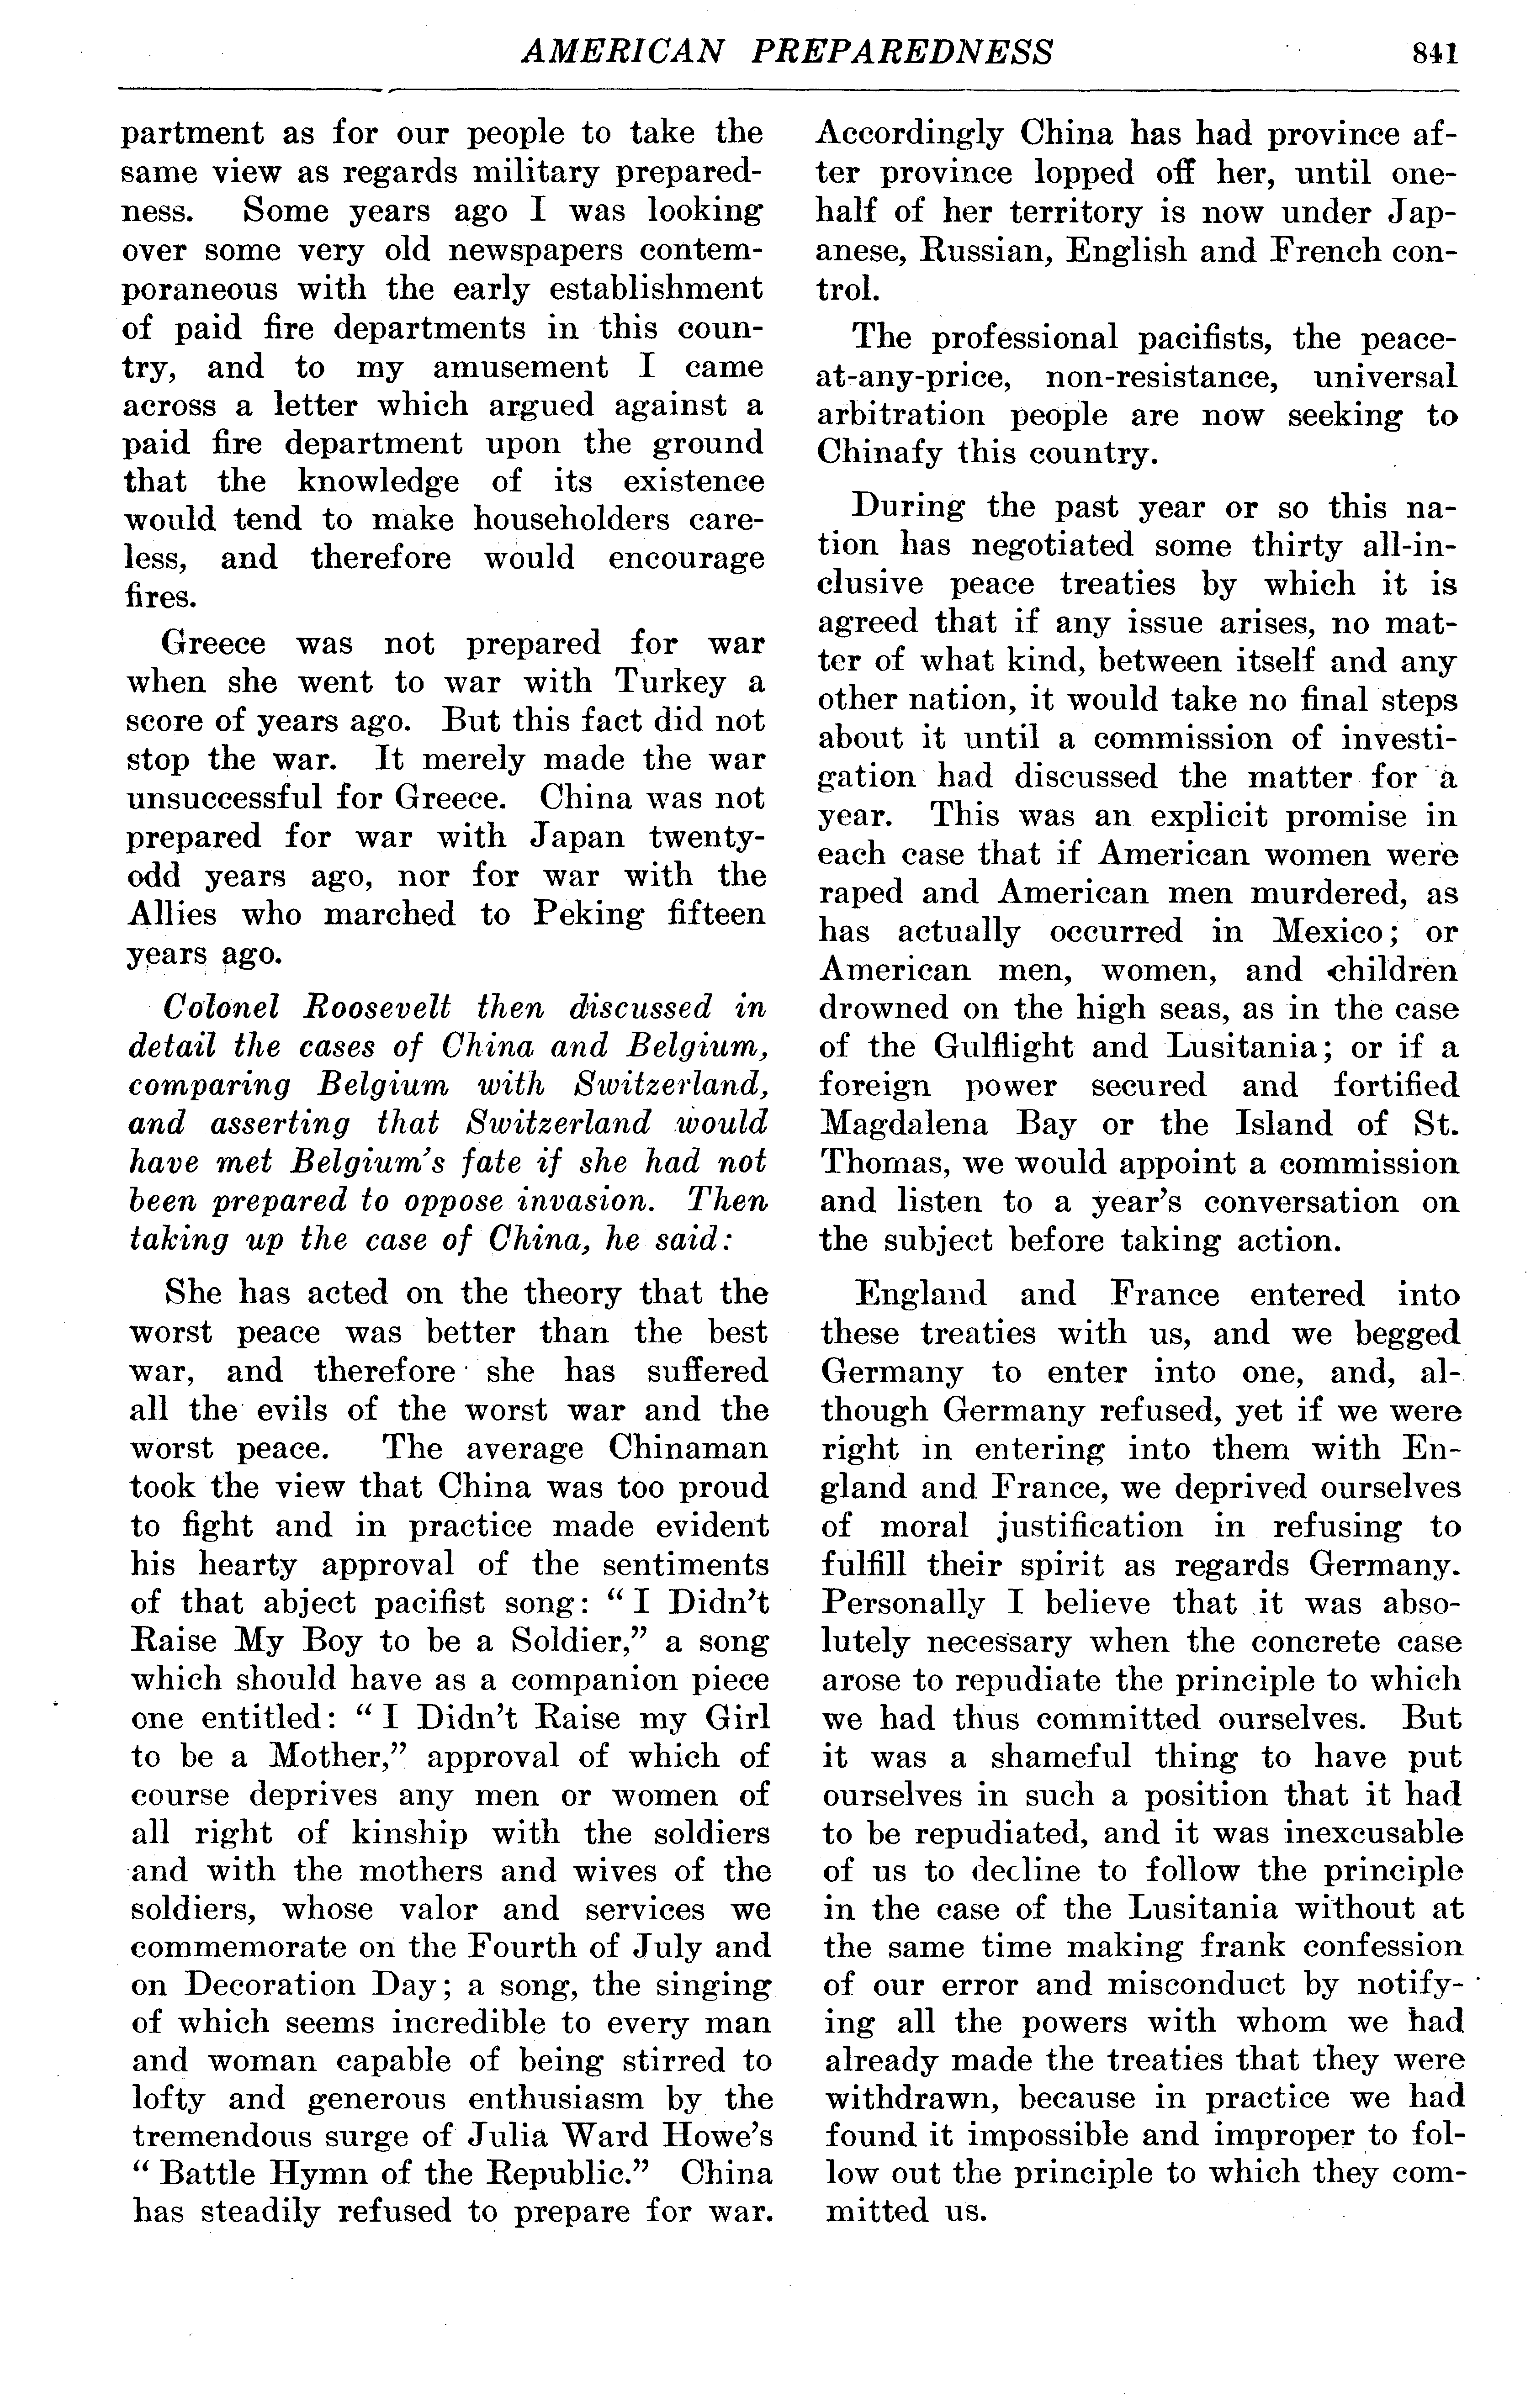 AMERICAN PREPAREDNESS 841
partment as for our people to take the
same view as regards military prepared-
ness. Some years ago I was looking
over some very old newspapers contem-
poraneous with the early establishment
of paid fire departments in this coun-
try, and to my amusement I came
across a letter which argued against a
paid fire department upon the ground
that the knowledge of its existence
would tend to make householders care-
less, and therefore would encourage
fires.
Greece was not prepared for war
when she went to war with Turkey a
score of years ago. But this fact did not
stop the war. It merely made the war
unsuccessful for Greece. China was not
prepared for war with Japan twenty-
odd years ago, nor for war with the
Allies who marched to Peking fifteen
years ago.
Colonel Roosevelt then discussed in
detail the cases of China and Belgium,
comparing Belgium with Switzerland,
and asserting that Switzerland would
have met Belgium's fate if she had not
been prepared to oppose invasion. Then
taking up the case of China, he said:
She has acted on the theory that the
worst peace was better than the best
war, and therefore she has suffered
all the evils of the worst war and the
worst peace. The average Chinaman
took the view that China was too proud
to fight and in practice made evident
his hearty approval of the sentiments
of that abject pacifist song: "I Didn't
Raise My Boy to be a Soldier," a song
which should have as a companion piece
one entitled: "I Didn't Raise my Girl
to be a Mother," approval of which of
course deprives any men or women of
all right of kinship with the soldiers
and with the mothers and wives of the
soldiers, whose valor and services we
commemorate on the Fourth of July and
on Decoration Day; a song, the singing
of which seems incredible to every man
and woman capable of being stirred to
lofty and generous enthusiasm by the
tremendous surge of Julia Ward Howe's
"Battle Hymn of the Republic." China
has steadily refused to prepare for war.
Accordingly China has had province af-
ter province lopped off her, until one-
half of her territory is now under Jap-
anese, Russian, English and French con-
trol.
The professional pacifists, the peace-
at-any-price, non-resistance, universal
arbitration people are now seeking to
Chinafy this country.
During the past year or so this na-
tion has negotiated some thirty all-in-
clusive peace treaties by which it is
agreed that if any issue arises, no mat-
ter of what kind, between itself and any
other nation, it would take no final steps
about it until a commission of investi-
gation had discussed the matter for a
year. This was an explicit promise in
each case that if American women were
raped and American men murdered, as
has actually occurred in Mexico; or
American men, women, and children
drowned on the high seas, as in the case
of the Gulflight and Lusitania; or if a
foreign power secured and fortified
Magdalena Bay or the Island of St.
Thomas, we would appoint a commission
and listen to a year's conversation on
the subject before taking action.
England and France entered into
these treaties with us, and we begged
Germany to enter into one, and, al-
though Germany refused, yet if we were
right in entering into them with En-
gland and France, we deprived ourselves
of moral justification in refusing to
fulfill their spirit as regards Germany.
Personally I believe that it was abso-
lutely necessary when the concrete case
arose to repudiate the principle to which
we had thus committed ourselves. But
it was a shameful thing to have put
ourselves in such a position that it had
to be repudiated, and it was inexcusable
of us to decline to follow the principle
in the case of the Lusitania without at
the same time making frank confession
of our error and misconduct by notify-
ing all the powers with whom we had
already made the treaties that they were
withdrawn, because in practice we had
found it impossible and improper to fol-
low out the principle to which they com-
mitted us.